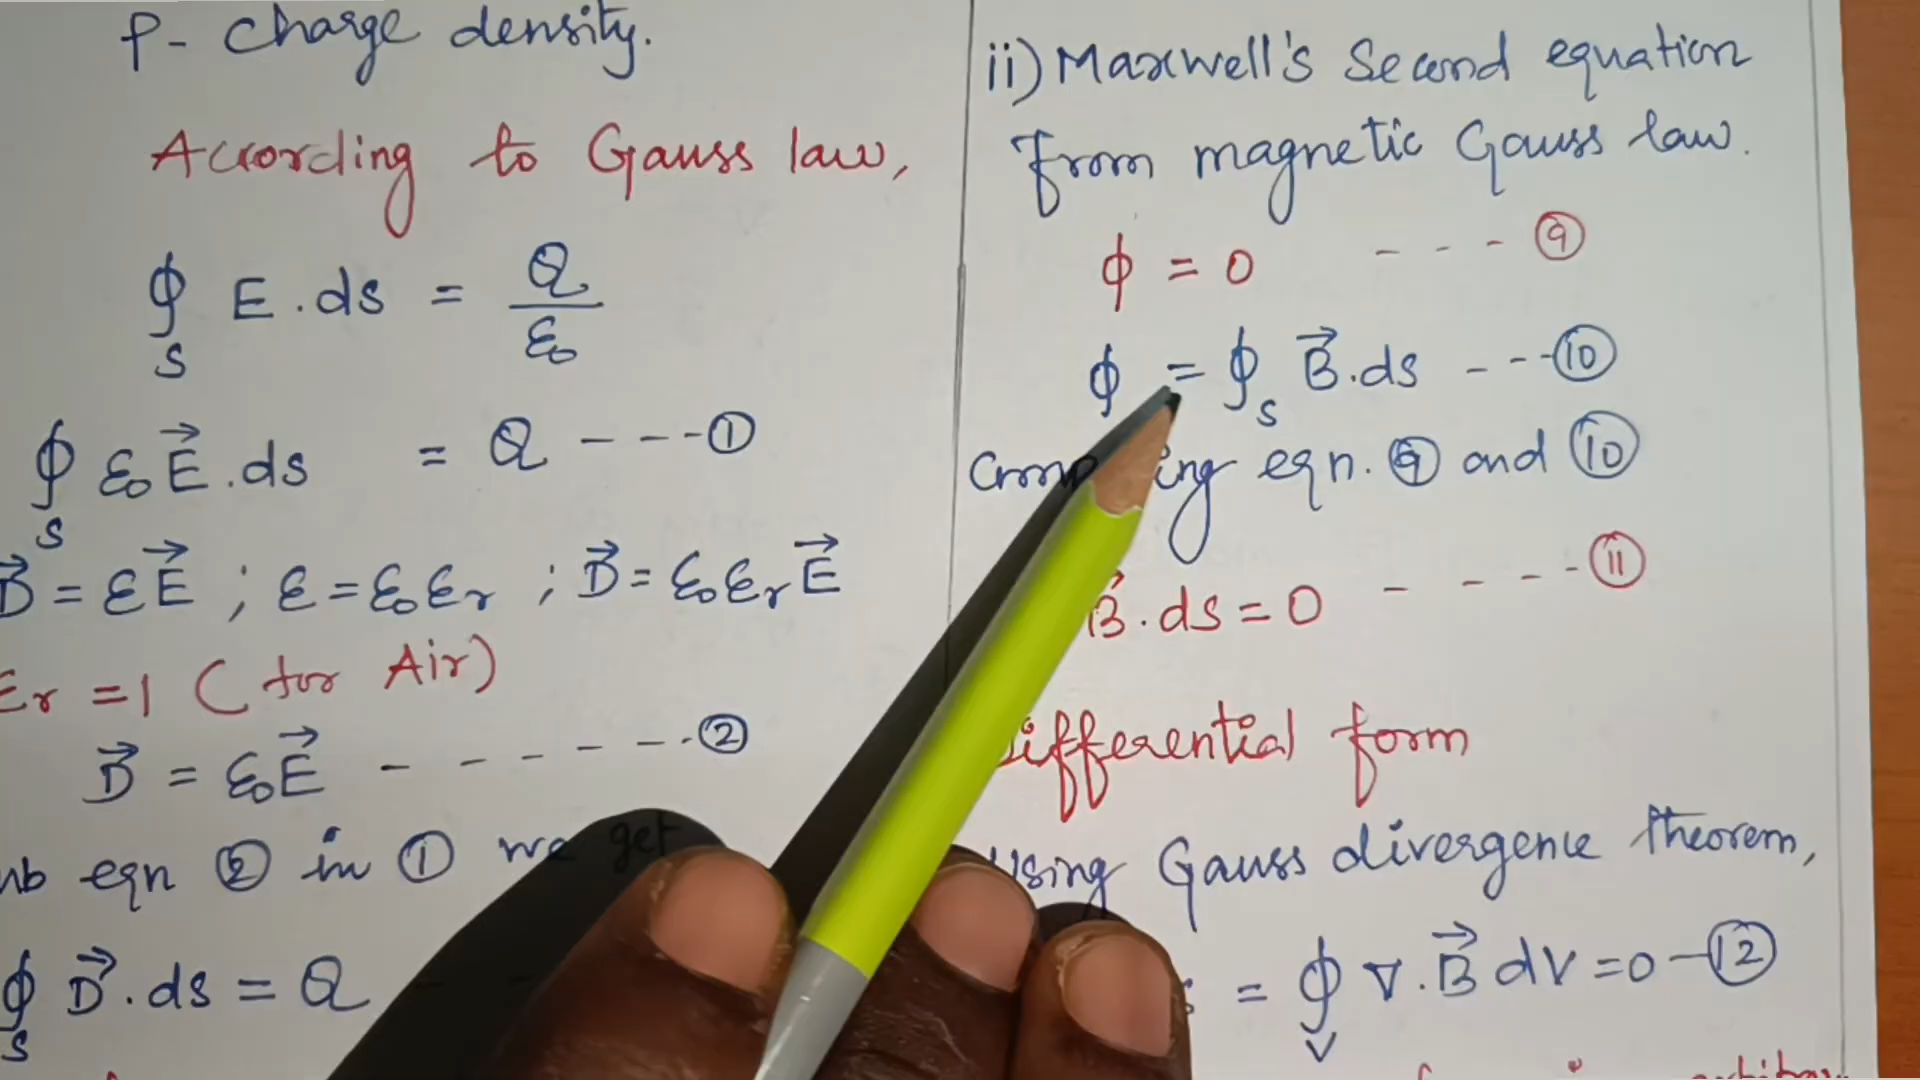 ρ- Charge density.
According to Gauss law,
∮S E.ds = Q/ε₀
∮S ε₀E⃗.ds = Q ---①
D⃗ = εE⃗ ; ε = ε₀εr ; D⃗ = ε₀εrE⃗
εr = 1 (for Air)
D⃗ = ε₀E⃗ ------②
eqn ② in ① we get
∮S D⃗.ds = Q
ii) Maxwell's Second equation
from magnetic Gauss law.
ϕ = 0 --- ⑨
ϕ = ∮S B⃗.ds ---⑩
eqn. ⑨ and ⑩
B⃗.ds = 0 ----⑪
Differential form
Using Gauss divergence theorem,
= ∮V ∇.B⃗ dV = 0 -⑫